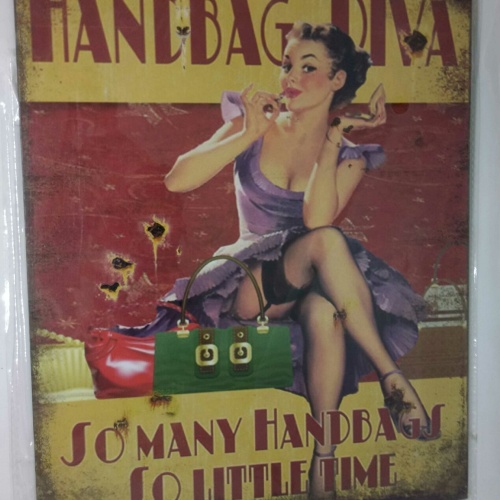 HANDBAG DIVA
SO MANY HANDBAGS
SO LITTLE TIME